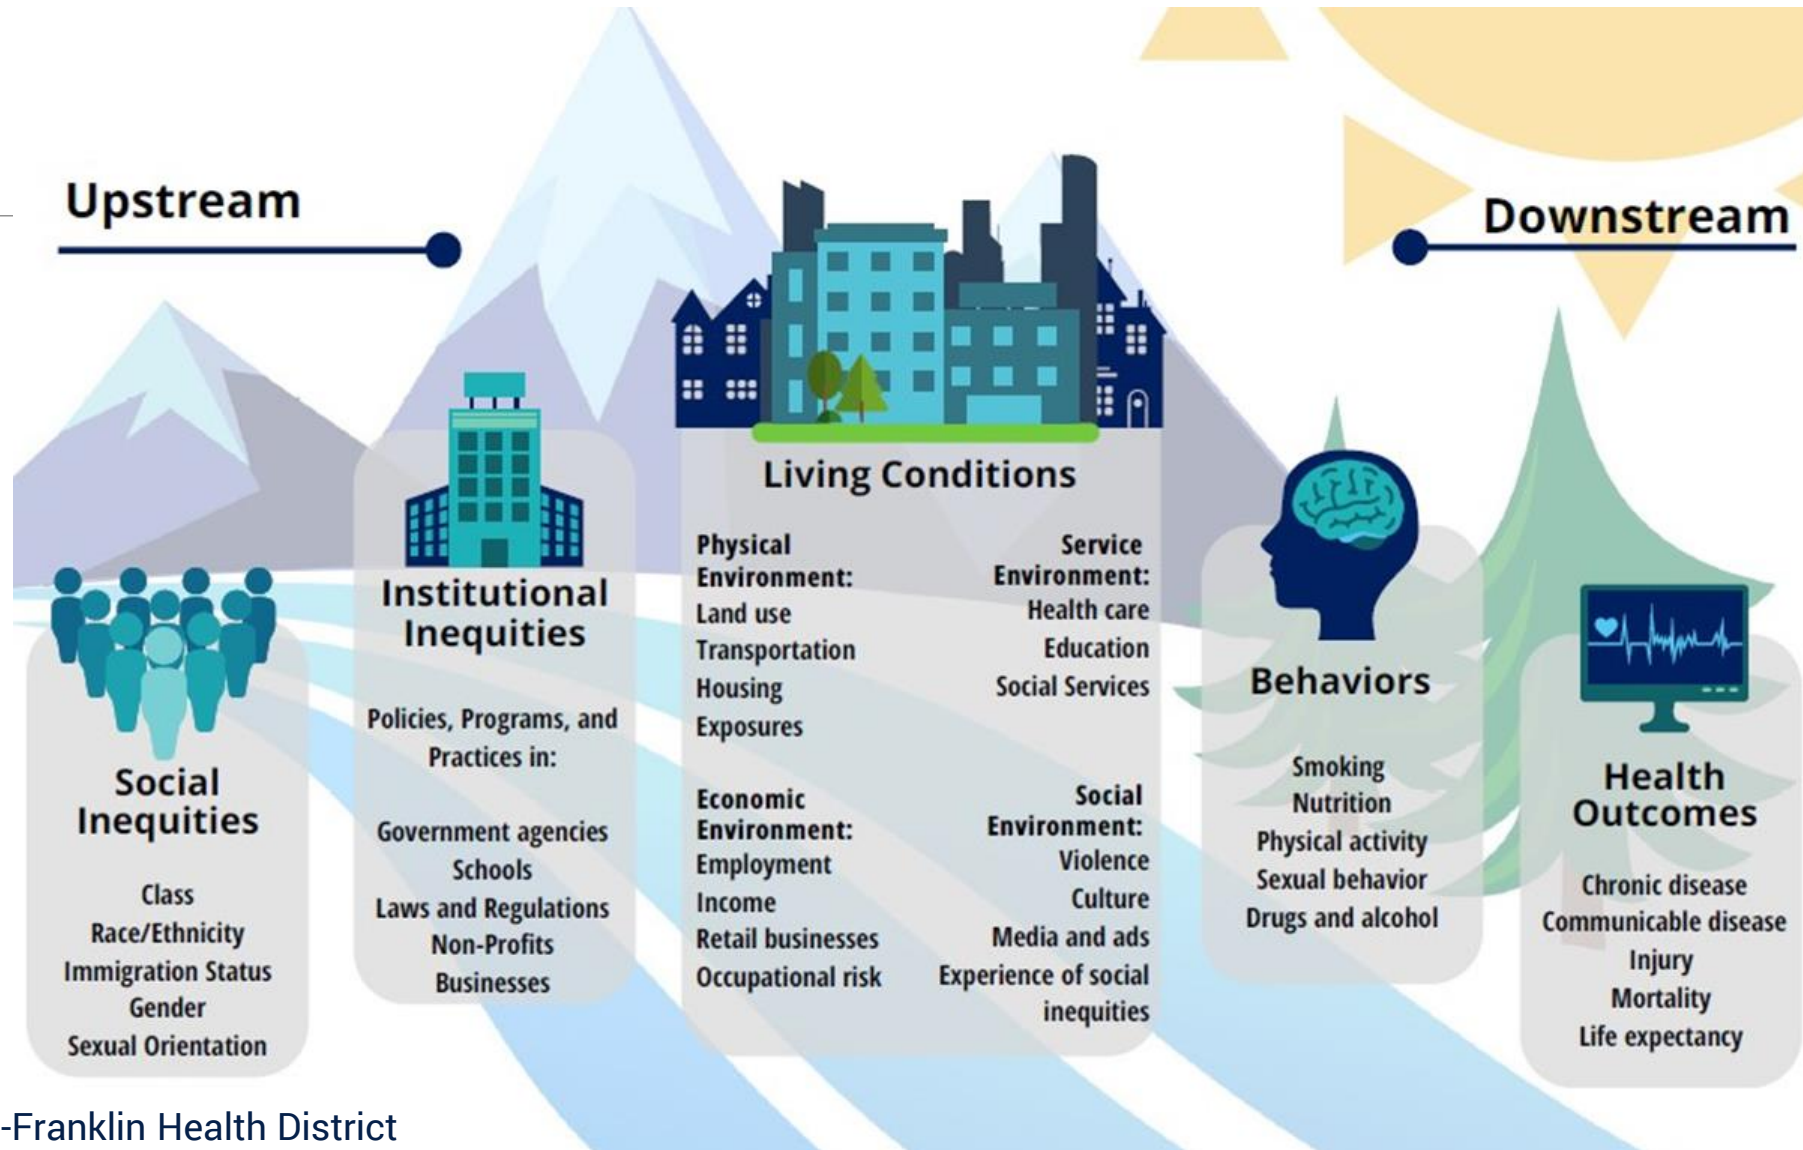 Upstream
Downstream
Social
Inequities
Class
Race/Ethnicity
Immigration Status
Gender
Sexual Orientation
Institutional
Inequities
Policies, Programs, and
Practices in:
Government agencies
Schools
Laws and Regulations
Non-Profits
Businesses
Living Conditions
Physical
Environment:
Land use
Transportation
Housing
Exposures
Service
Environment:
Health care
Education
Social Services
Economic
Environment:
Employment
Income
Retail businesses
Occupational risk
Social
Environment:
Violence
Culture
Media and ads
Experience of social
inequities
Behaviors
Smoking
Nutrition
Physical activity
Sexual behavior
Drugs and alcohol
Health
Outcomes
Chronic disease
Communicable disease
Injury
Mortality
Life expectancy
-Franklin Health District